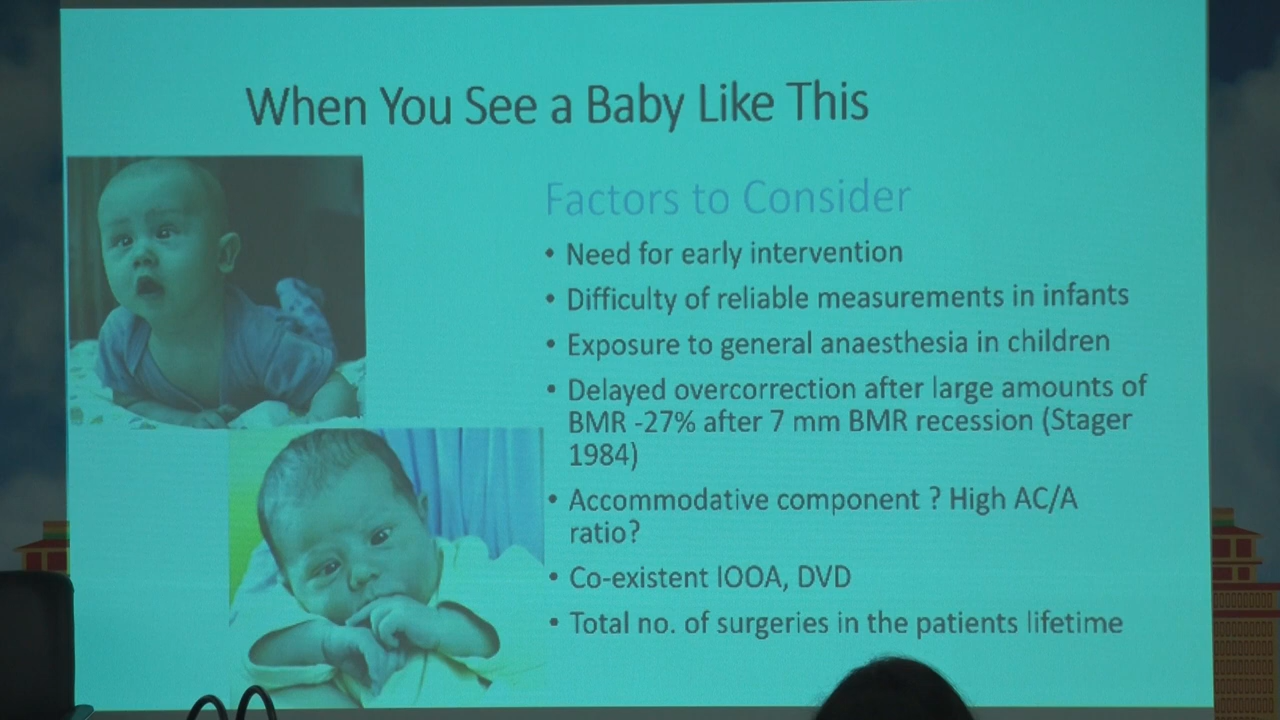 When You See a Baby Like This
Factors to Consider
• Need for early intervention
• Difficulty of reliable measurements in infants
• Exposure to general anaesthesia in children
• Delayed overcorrection after large amounts of
BMR -27% after 7 mm BMR recession (Stager
1984)
• Accommodative component ? High AC/A
ratio?
• Co-existent IOOA, DVD
• Total no. of surgeries in the patients lifetime